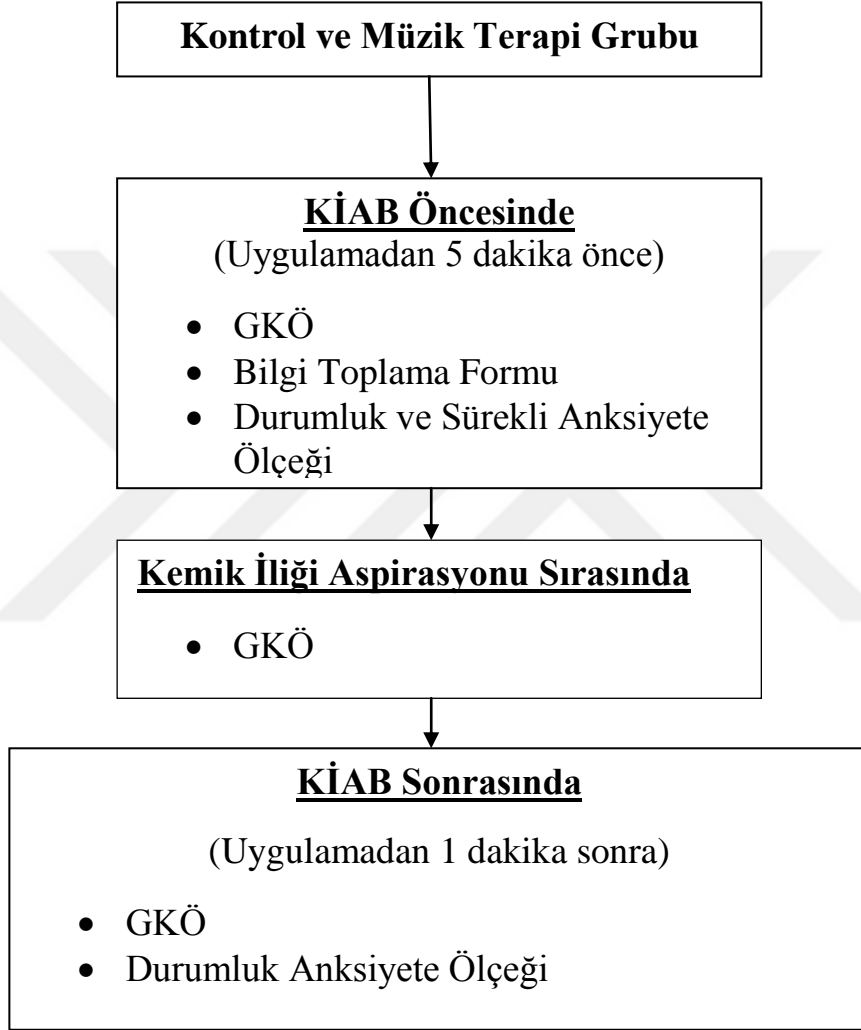 Kontrol ve Müzik Terapi Grubu
KİAB Öncesinde
(Uygulamadan 5 dakika önce)
• GKÖ
• Bilgi Toplama Formu
• Durumluk ve Sürekli Anksiyete
Ölçeği
Kemik İliği Aspirasyonu Sırasında
• GKÖ
KİAB Sonrasında
(Uygulamadan 1 dakika sonra)
• GKÖ
• Durumluk Anksiyete Ölçeği